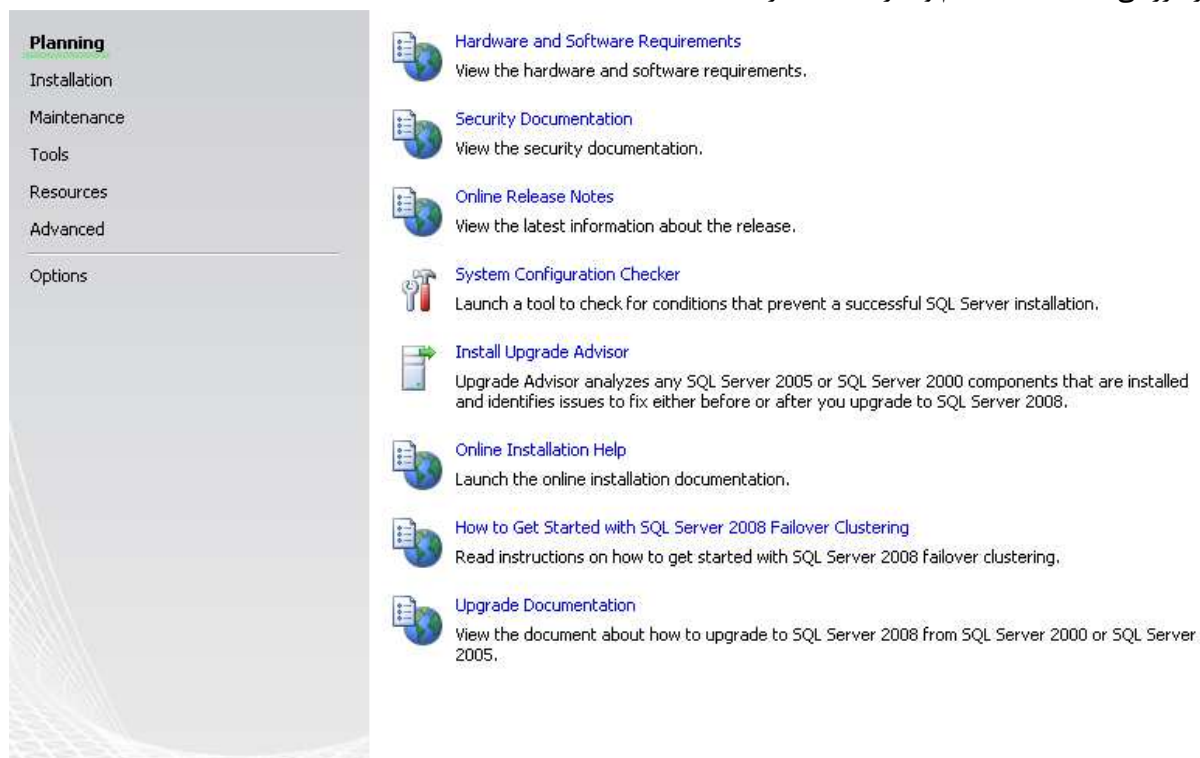 Planning
Installation
Maintenance
Tools
Resources
Advanced
Options
Hardware and Software Requirements
View the hardware and software requirements.
Security Documentation
View the security documentation.
Online Release Notes
View the latest information about the release.
System Configuration Checker
Launch a tool to check for conditions that prevent a successful SQL Server installation.
Install Upgrade Advisor
Upgrade Advisor analyzes any SQL Server 2005 or SQL Server 2000 components that are installed
and identifies issues to fix either before or after you upgrade to SQL Server 2008.
Online Installation Help
Launch the online installation documentation.
How to Get Started with SQL Server 2008 Failover Clustering
Read instructions on how to get started with SQL Server 2008 failover clustering.
Upgrade Documentation
View the document about how to upgrade to SQL Server 2008 from SQL Server 2000 or SQL Server
2005.